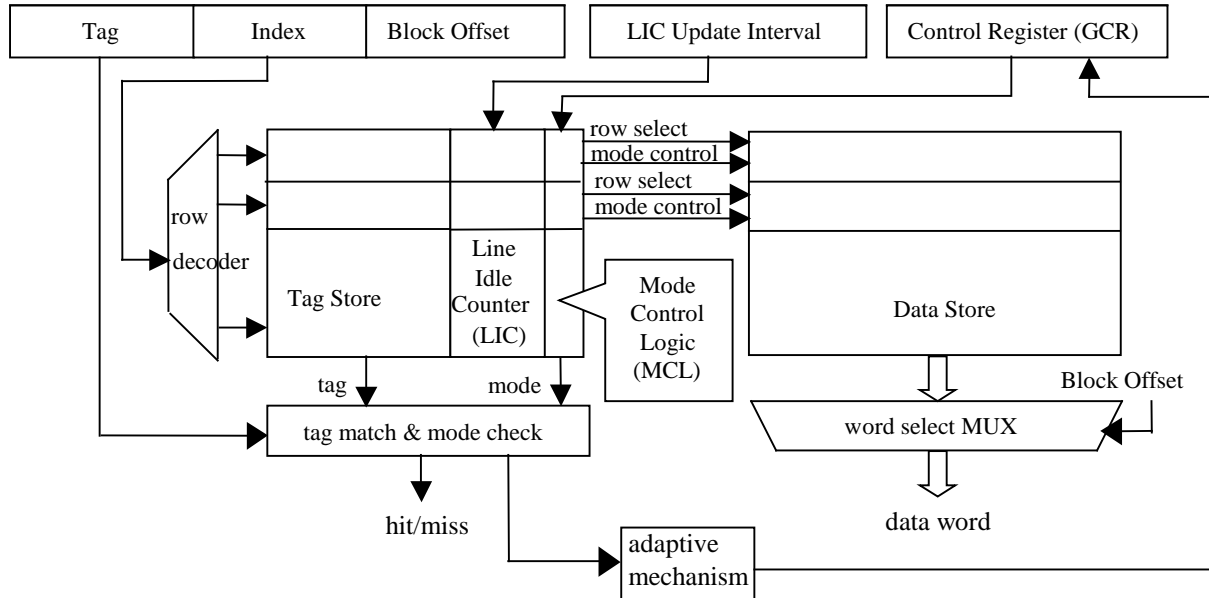 Tag
Index
Block Offset
LIC Update Interval
Control Register (GCR)
row select
mode control
row select
mode control
row
decoder
Tag Store
Line
Idle
Counter
(LIC)
Mode
Control
Logic
(MCL)
Data Store
tag
mode
Block Offset
tag match & mode check
word select MUX
hit/miss
data word
adaptive
mechanism